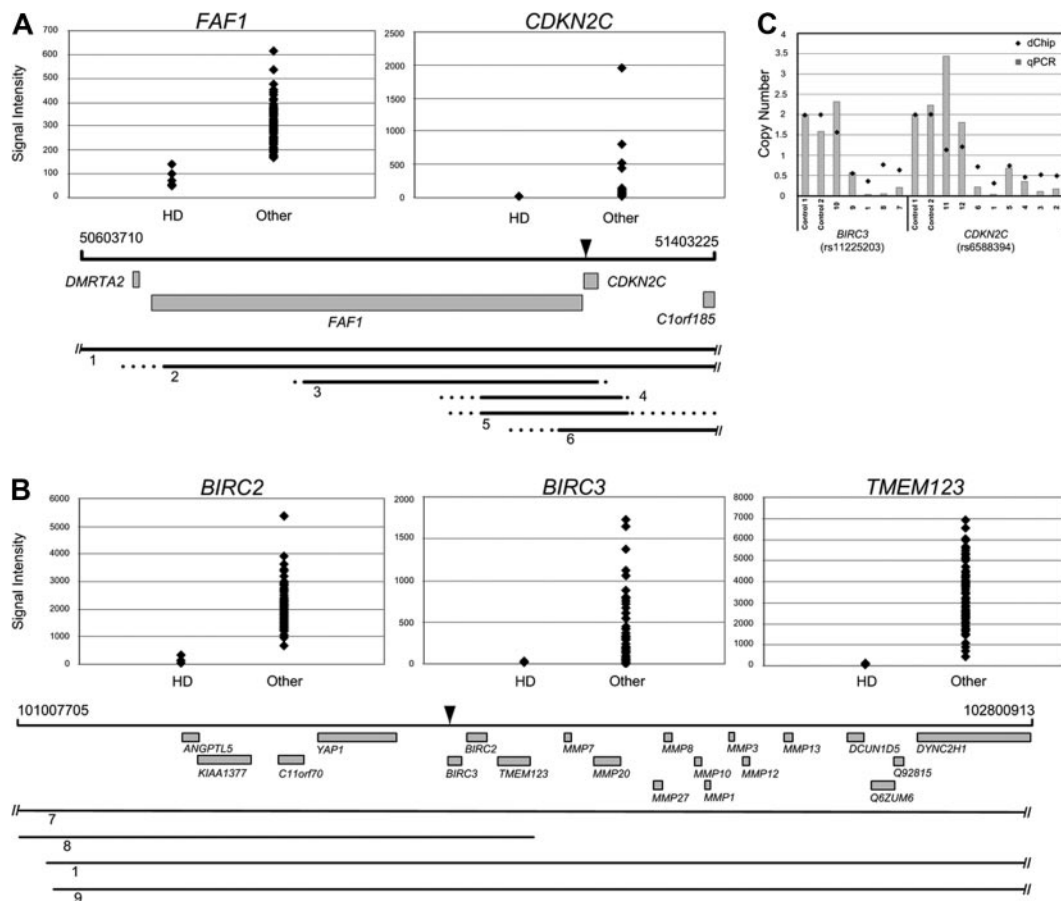 A
FAF1
CDKN2C
Signal Intensity
700
600
500
400
300
200
100
0
HD
Other
2500
2000
1500
1000
500
0
HD
Other
50603710
51403225
DMRTA2
CDKN2C
FAF1
C1orf185
1
2
3
4
5
6
C
Copy Number
4
3.5
3
2.5
2
1.5
1
0.5
0
dChip
qPCR
Control 1
Control 2
10
9
1
8
7
Control 1
Control 2
11
12
6
1
5
4
3
2
BIRC3
(rs11225203)
CDKN2C
(rs6588394)
B
BIRC2
BIRC3
TMEM123
Signal Intensity
6000
5000
4000
3000
2000
1000
0
HD
Other
2000
1500
1000
500
0
HD
Other
8000
7000
6000
5000
4000
3000
2000
1000
0
HD
Other
101007705
102800913
ANGPTL5
KIAA1377
C11orf70
YAP1
BIRC3
BIRC2
TMEM123
MMP7
MMP20
MMP8
MMP27
MMP10
MMP1
MMP3
MMP12
MMP13
DCUN1D5
Q6ZUM6
Q92815
DYNC2H1
7
8
1
9